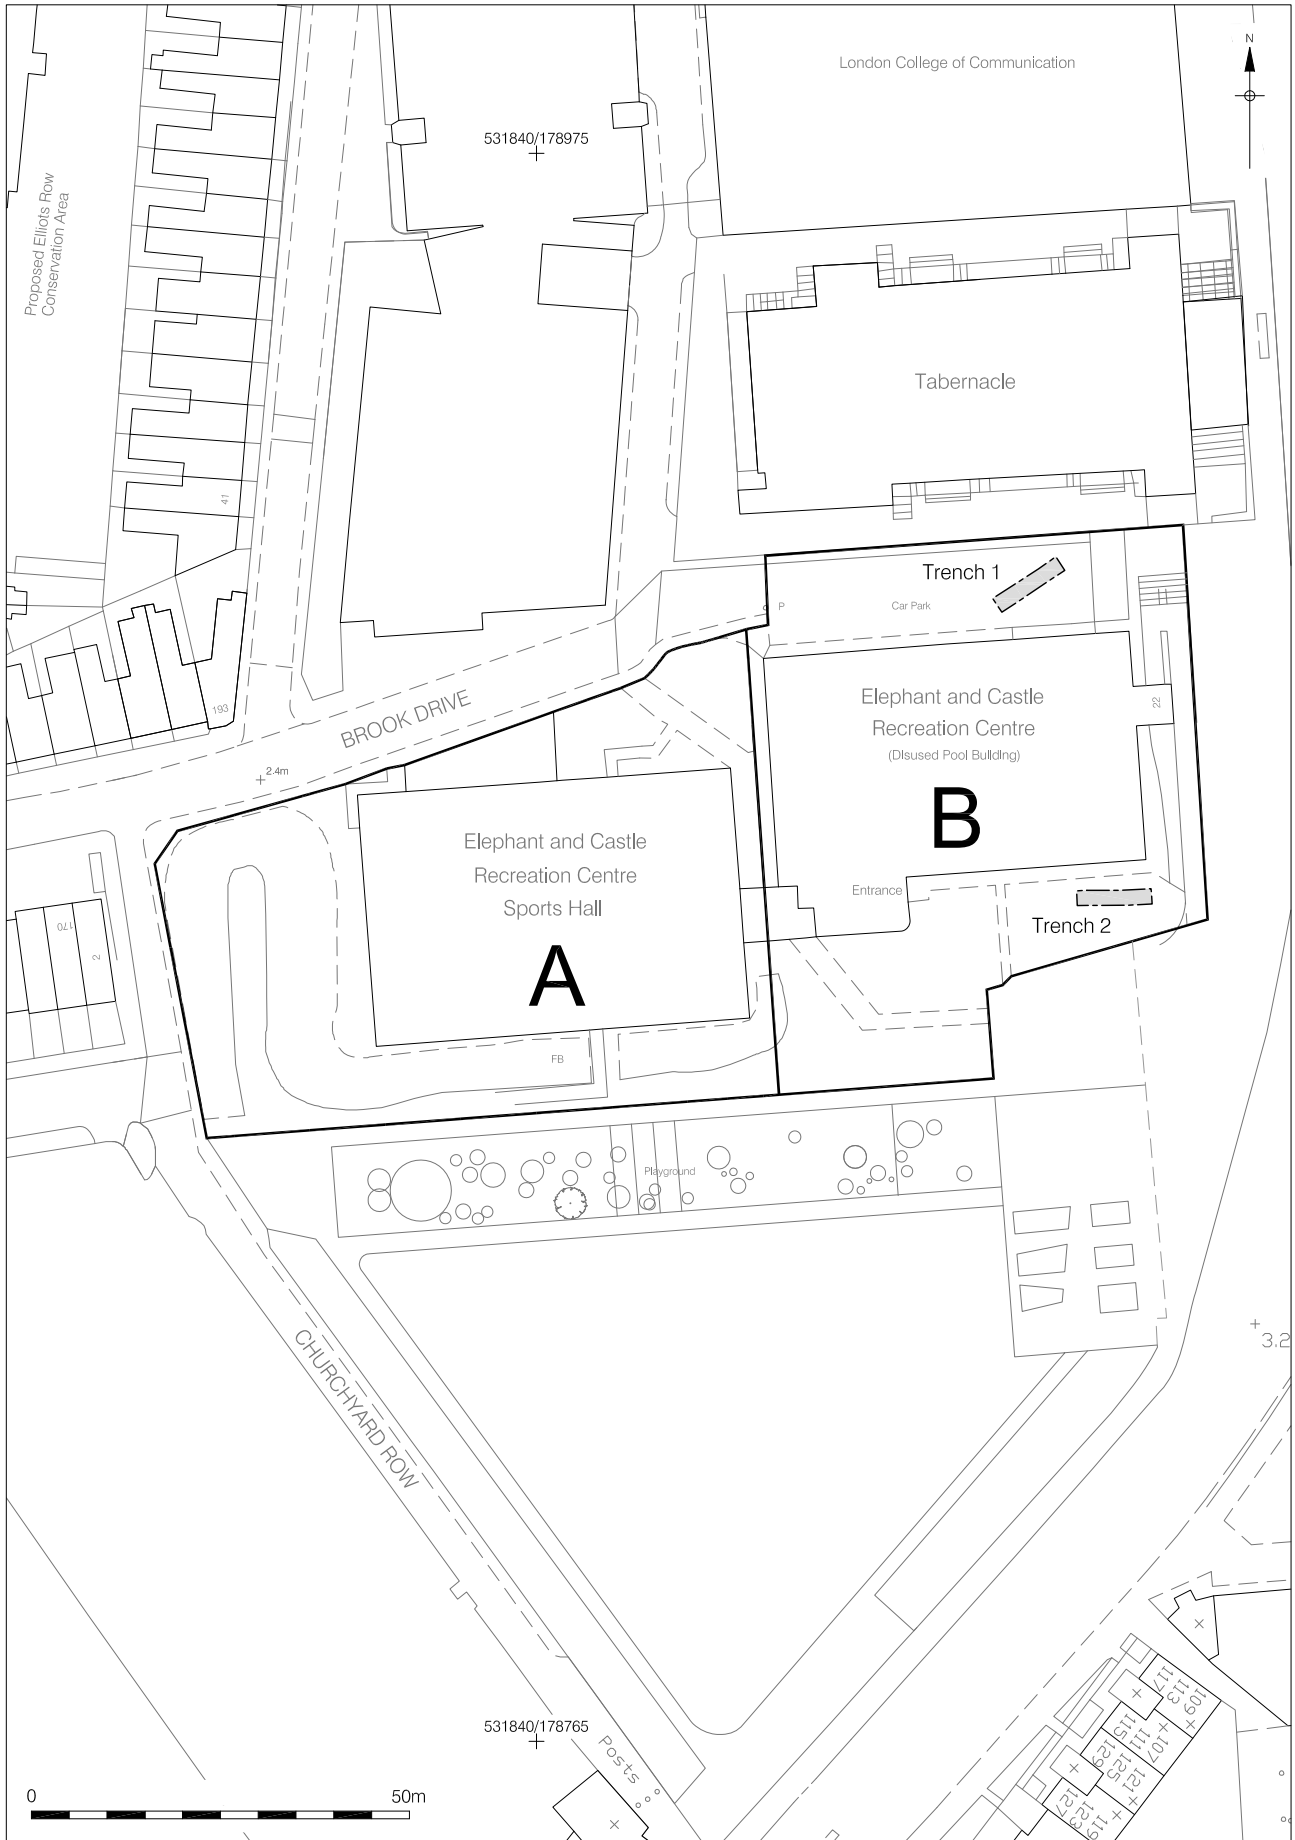 London College of Communication
N
531840/178975
Proposed Elliots Row
Conservation Area
Tabernacle
41
Trench 1
P
Car Park
193
BROOK DRIVE
2.4m
Elephant and Castle
Recreation Centre
(Disused Pool Building)
B
22
Elephant and Castle
Recreation Centre
Sports Hall
A
Entrance
Trench 2
170
2
FB
Playground
3.2
CHURCHYARD ROW
531840/178765
Posts
109
113
117
107
111
115
121
125
129
119
123
127
0
50m